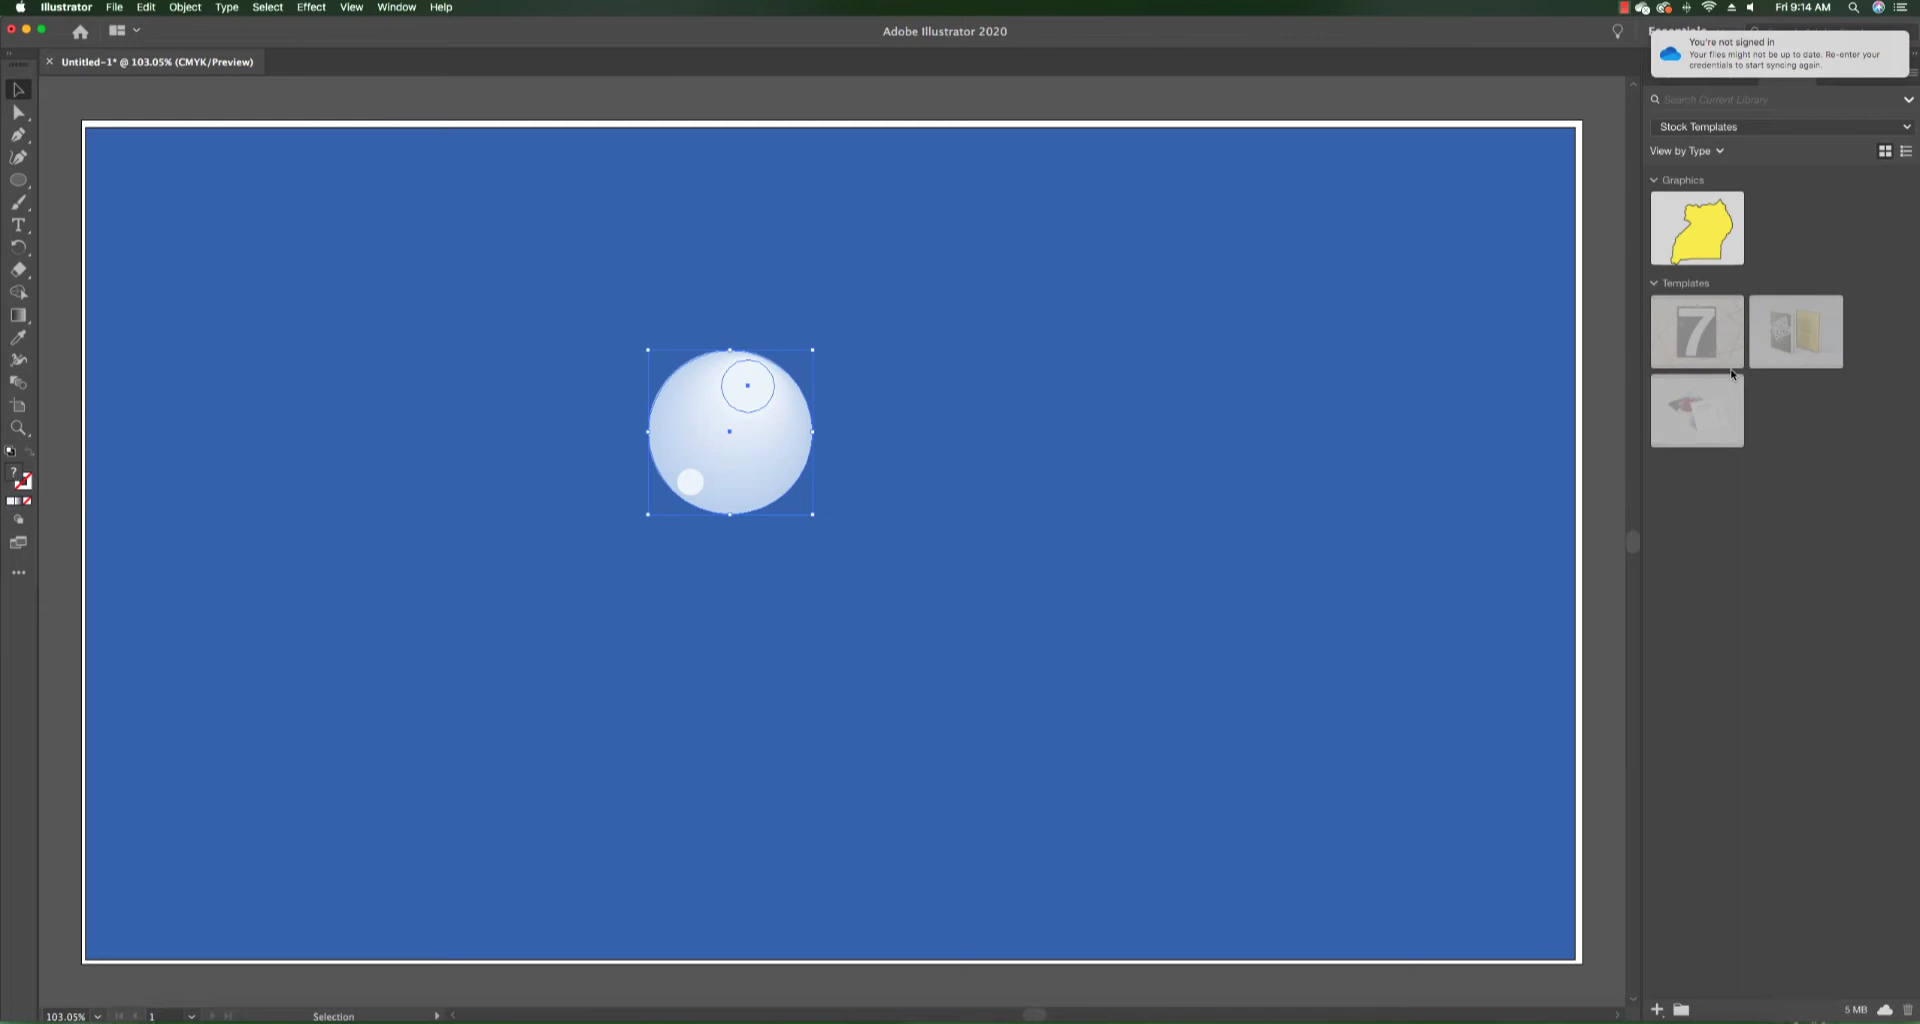 Illustrator File Edit Object Type Select Effect View Window Help
Fri 9:14 AM
Adobe Illustrator 2020
You're not signed in
Your files might not be up to date. Re-enter your
credentials to start syncing again.
× Untitled-1* @ 103.05% (CMYK/Preview)
Search Current Library
Stock Templates
View by Type
Graphics
Templates
7
T
?
103.05%
1
Selection
5 MB